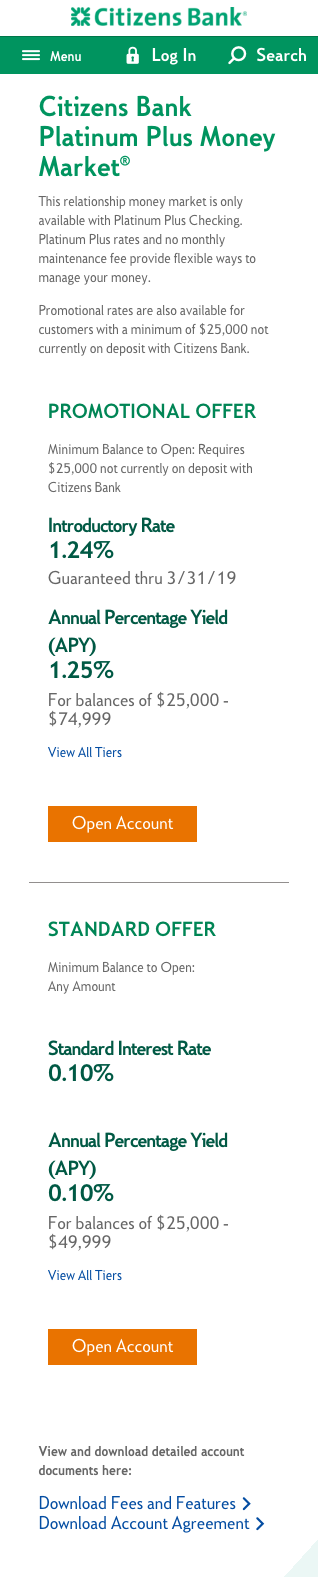 Citizens Bank®
Menu
Log In
Search
Citizens Bank
Platinum Plus Money
Market®
This relationship money market is only
available with Platinum Plus Checking.
Platinum Plus rates and no monthly
maintenance fee provide flexible ways to
manage your money.
Promotional rates are also available for
customers with a minimum of $25,000 not
currently on deposit with Citizens Bank.
PROMOTIONAL OFFER
Minimum Balance to Open: Requires
$25,000 not currently on deposit with
Citizens Bank
Introductory Rate
1.24%
Guaranteed thru 3/31/19
Annual Percentage Yield
(APY)
1.25%
For balances of $25,000 -
$74,999
View All Tiers
Open Account
STANDARD OFFER
Minimum Balance to Open:
Any Amount
Standard Interest Rate
0.10%
Annual Percentage Yield
(APY)
0.10%
For balances of $25,000 -
$49,999
View All Tiers
Open Account
View and download detailed account
documents here:
Download Fees and Features
Download Account Agreement